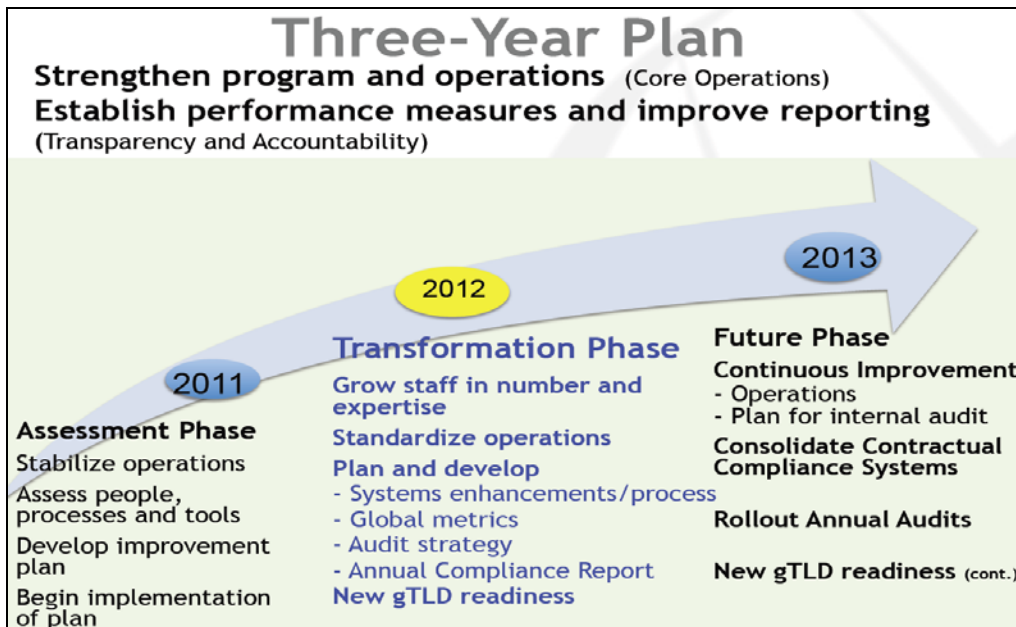 Three-Year Plan
Strengthen program and operations (Core Operations)
Establish performance measures and improve reporting
(Transparency and Accountability)
2011
Assessment Phase
Stabilize operations
Assess people,
processes and tools
Develop improvement
plan
Begin implementation
of plan
2012
Transformation Phase
Grow staff in number and
expertise
Standardize operations
Plan and develop
- Systems enhancements/process
- Global metrics
- Audit strategy
- Annual Compliance Report
New gTLD readiness
2013
Future Phase
Continuous Improvement
- Operations
- Plan for internal audit
Consolidate Contractual
Compliance Systems
Rollout Annual Audits
New gTLD readiness (cont.)